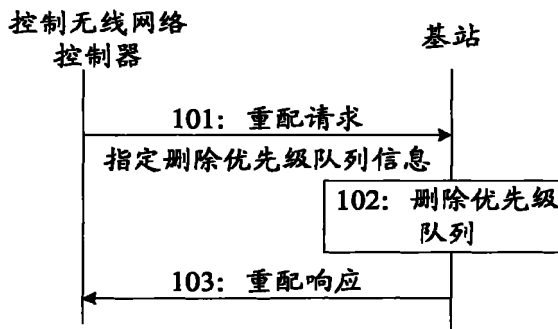 控制无线网络
控制器
基站
101：重配请求
指定删除优先级队列信息
102：删除优先级
队列
103：重配响应